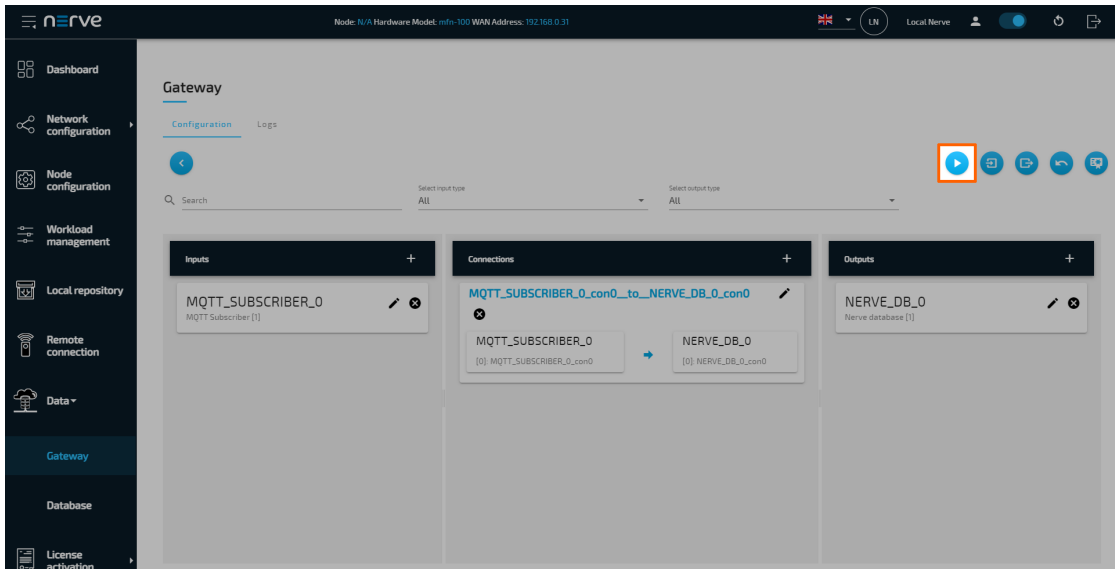 nerve
Node: N/A Hardware Model: mfn-100 WAN Address: 192.168.0.31
LN
Local Nerve
Dashboard
Network
configuration
Node
configuration
Workload
management
Local repository
Remote
connection
Data
Gateway
Database
License
activation
Gateway
Configuration
Logs
Search
Select input type
All
Select output type
All
Inputs +
MQTT_SUBSCRIBER_0
MQTT Subscriber [1]
Connections +
MQTT_SUBSCRIBER_0_con0__to__NERVE_DB_0_con0
MQTT_SUBSCRIBER_0
[0]: MQTT_SUBSCRIBER_0_con0
NERVE_DB_0
[0]: NERVE_DB_0_con0
Outputs +
NERVE_DB_0
Nerve database [1]